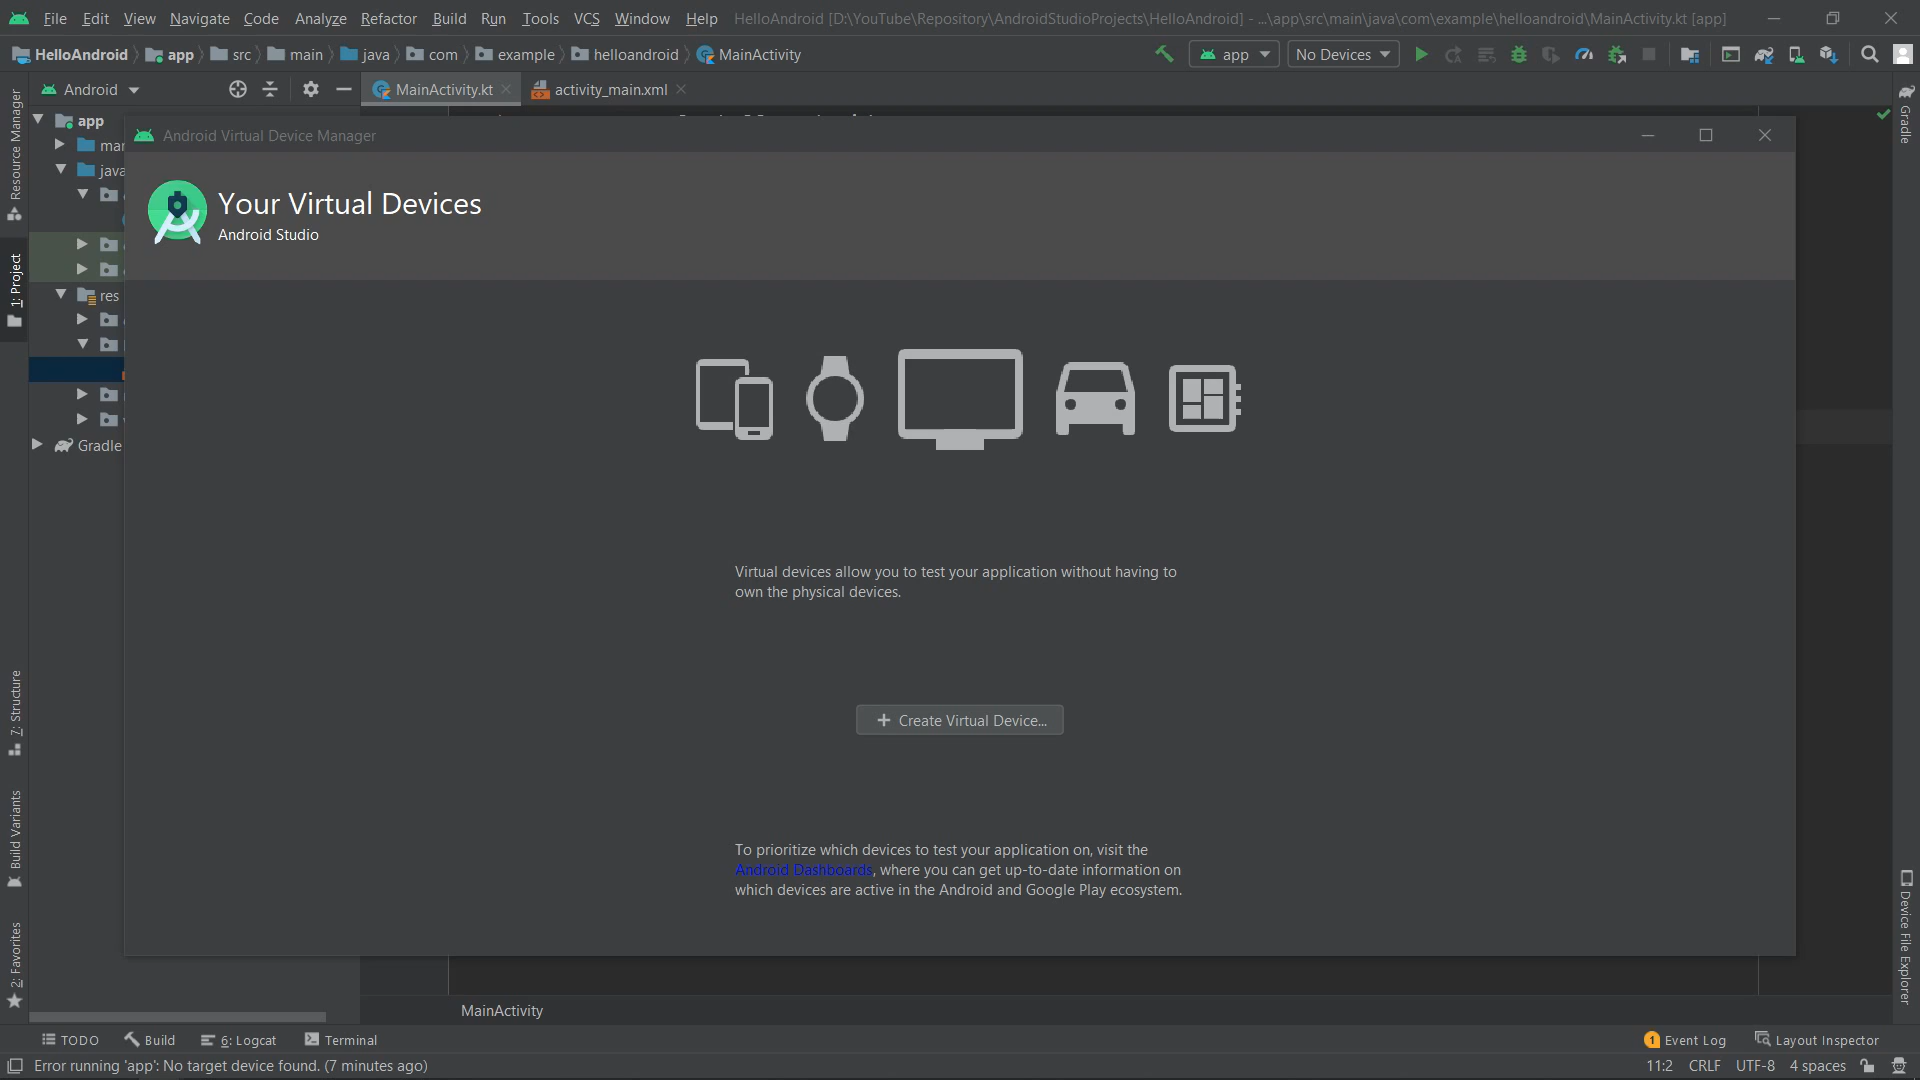 File Edit View Navigate Code Analyze Refactor Build Run Tools VCS Window Help HelloAndroid [D:\YouTube\Repository\AndroidStudioProjects\HelloAndroid] - ...\app\src\main\java\com\example\helloandroid\MainActivity.kt [app]
HelloAndroid app src main java com example helloandroid MainActivity app No Devices
Android MainActivity.kt activity_main.xml
app
Android Virtual Device Manager
mar
java
Your Virtual Devices
Android Studio
res
Gradle
Virtual devices allow you to test your application without having to
own the physical devices.
+ Create Virtual Device...
To prioritize which devices to test your application on, visit the
Android Dashboards, where you can get up-to-date information on
which devices are active in the Android and Google Play ecosystem.
Resource Manager
1: Project
7: Structure
Build Variants
2: Favorites
Gradle
Device File Explorer
MainActivity
TODO Build 6: Logcat Terminal 1 Event Log Layout Inspector
Error running 'app': No target device found. (7 minutes ago) 11:2 CRLF UTF-8 4 spaces